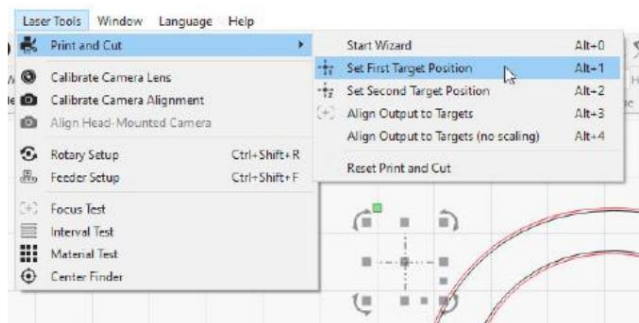 Laser Tools Window Language Help
Print and Cut
Calibrate Camera Lens
Calibrate Camera Alignment
Align Head-Mounted Camera
Rotary Setup Ctrl+Shift+R
Feeder Setup Ctrl+Shift+F
Focus Test
Interval Test
Material Test
Center Finder
Start Wizard Alt+0
Set First Target Position Alt+1
Set Second Target Position Alt+2
Align Output to Targets Alt+3
Align Output to Targets (no scaling) Alt+4
Reset Print and Cut